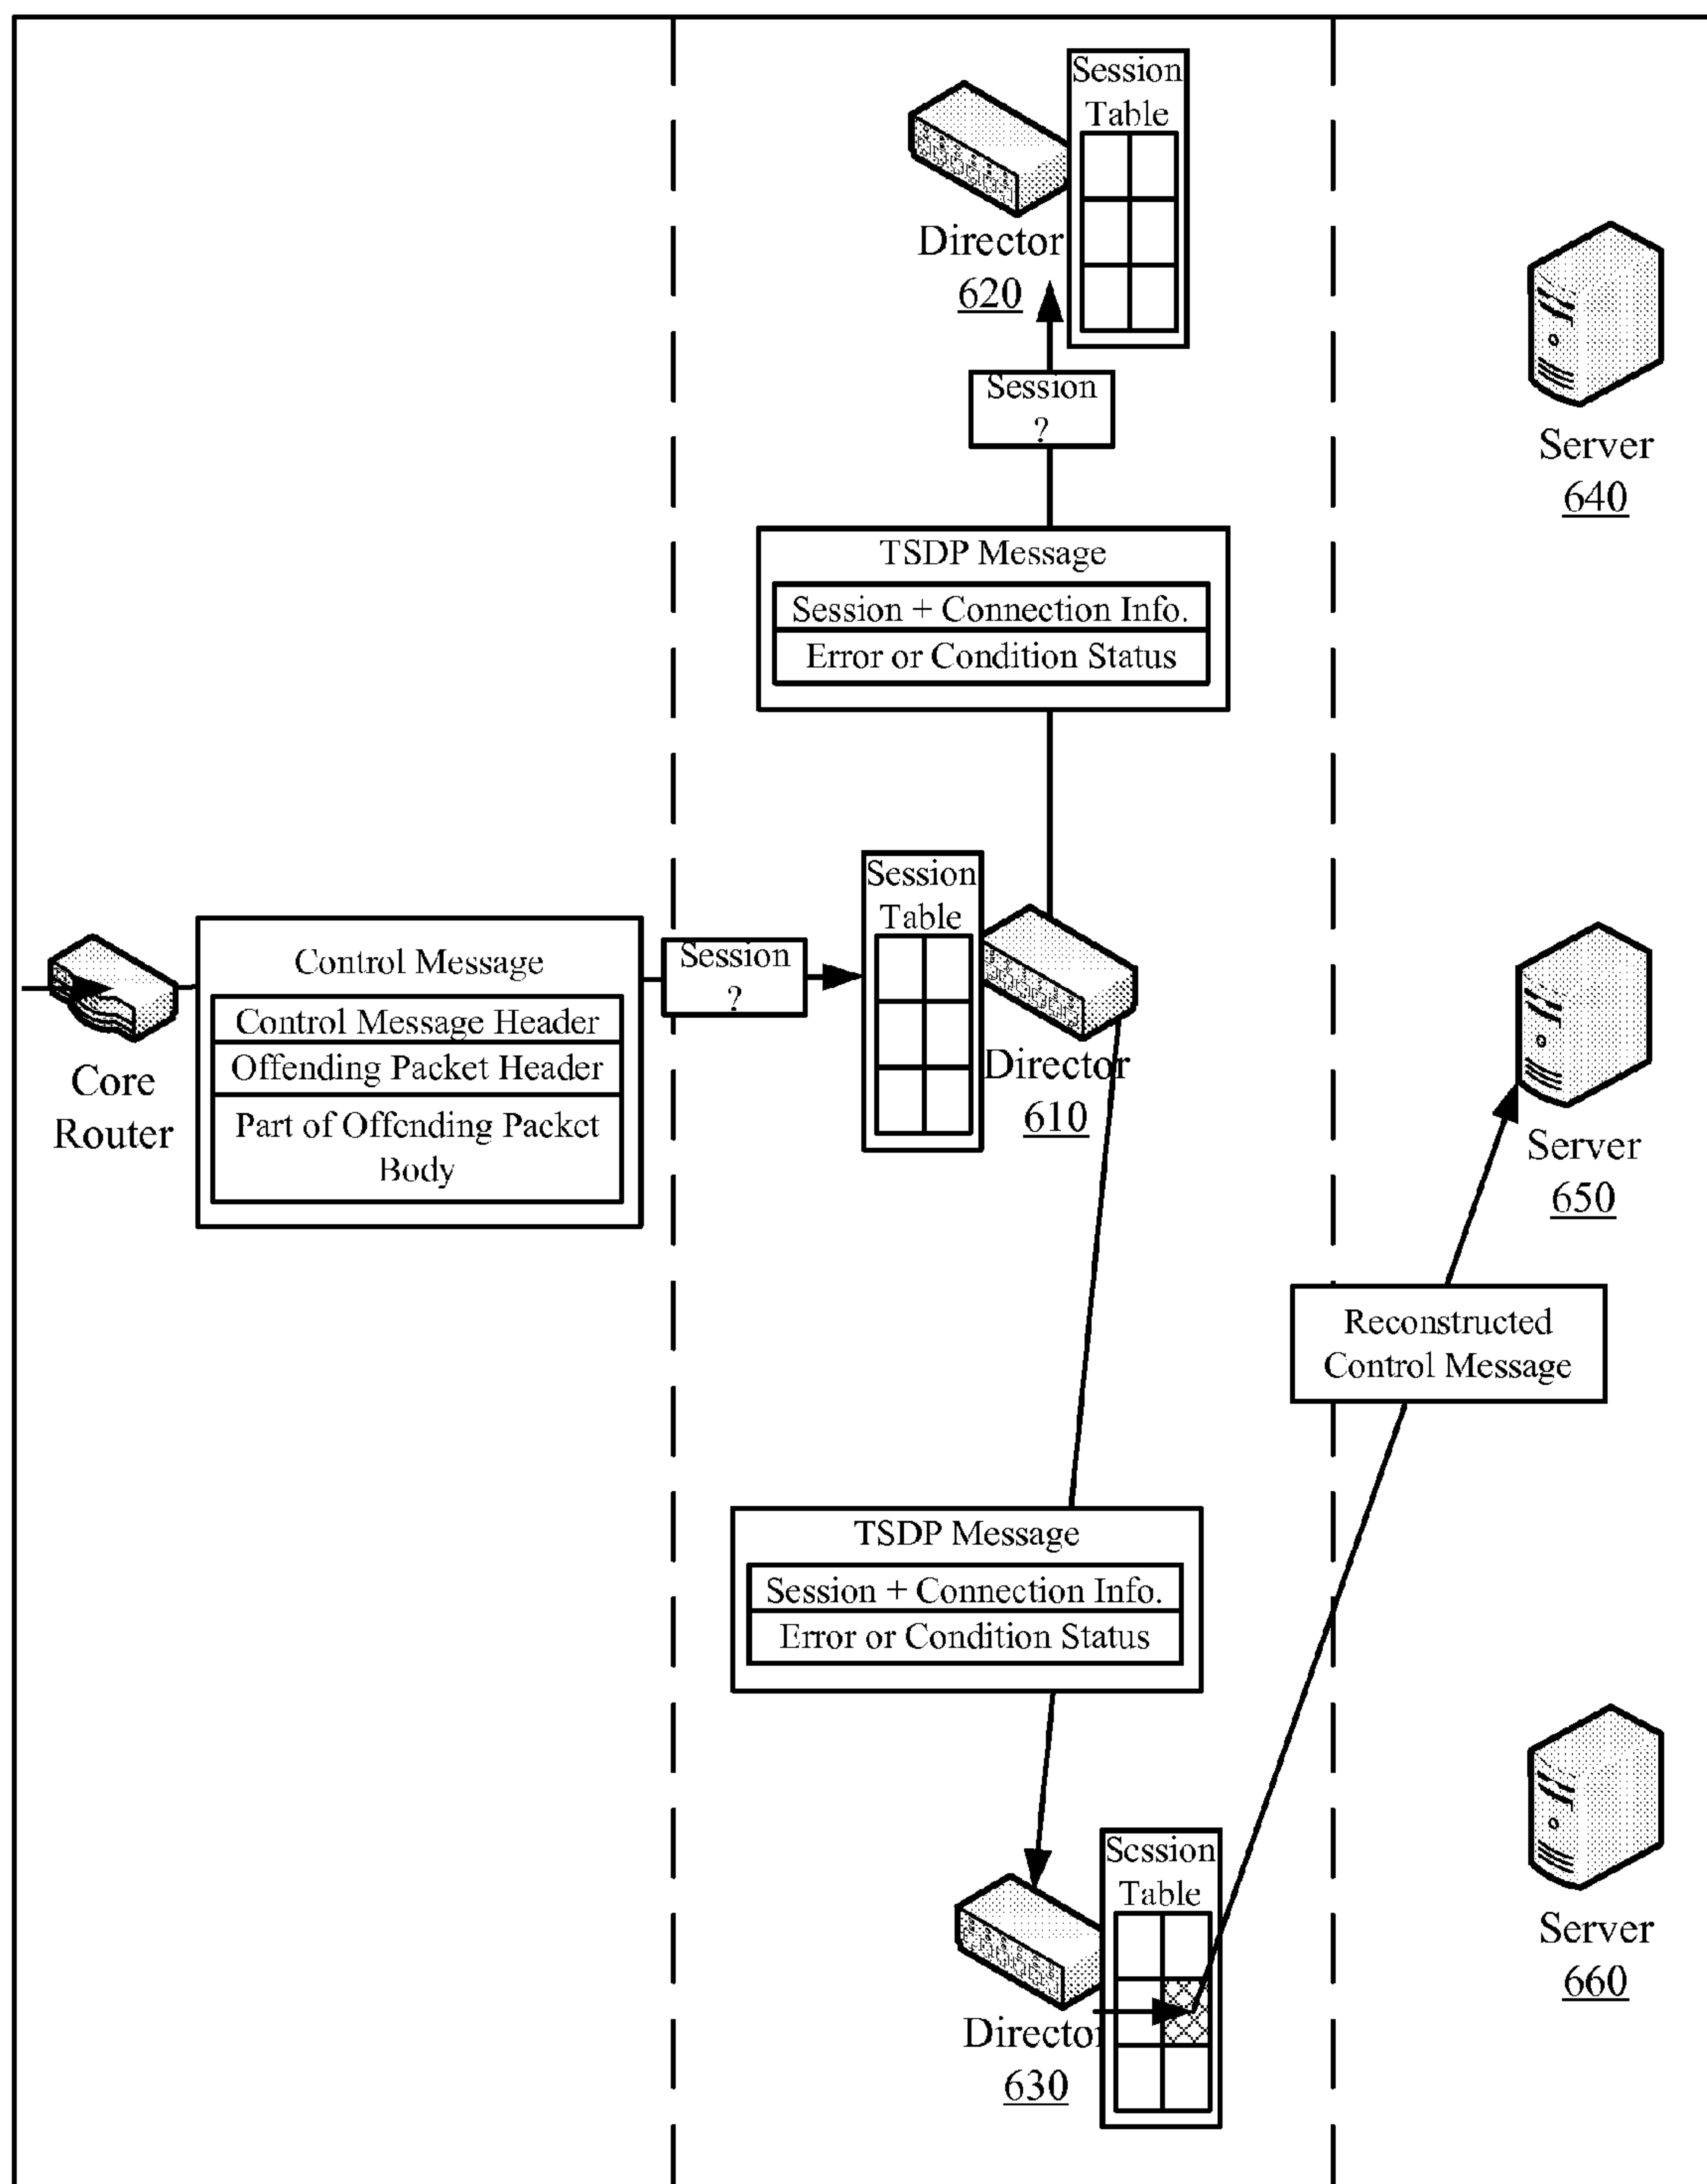 Session
Table
Director
620
Session
?
Server
640
TSDP Message
Session + Connection Info.
Error or Condition Status
Session
Table
Control Message
Control Message Header
Offending Packet Header
Part of Offending Packet
Body
Session
?
Core
Router
Director
610
Server
650
Reconstructed
Control Message
TSDP Message
Session + Connection Info.
Error or Condition Status
Session
Table
Director
630
Server
660